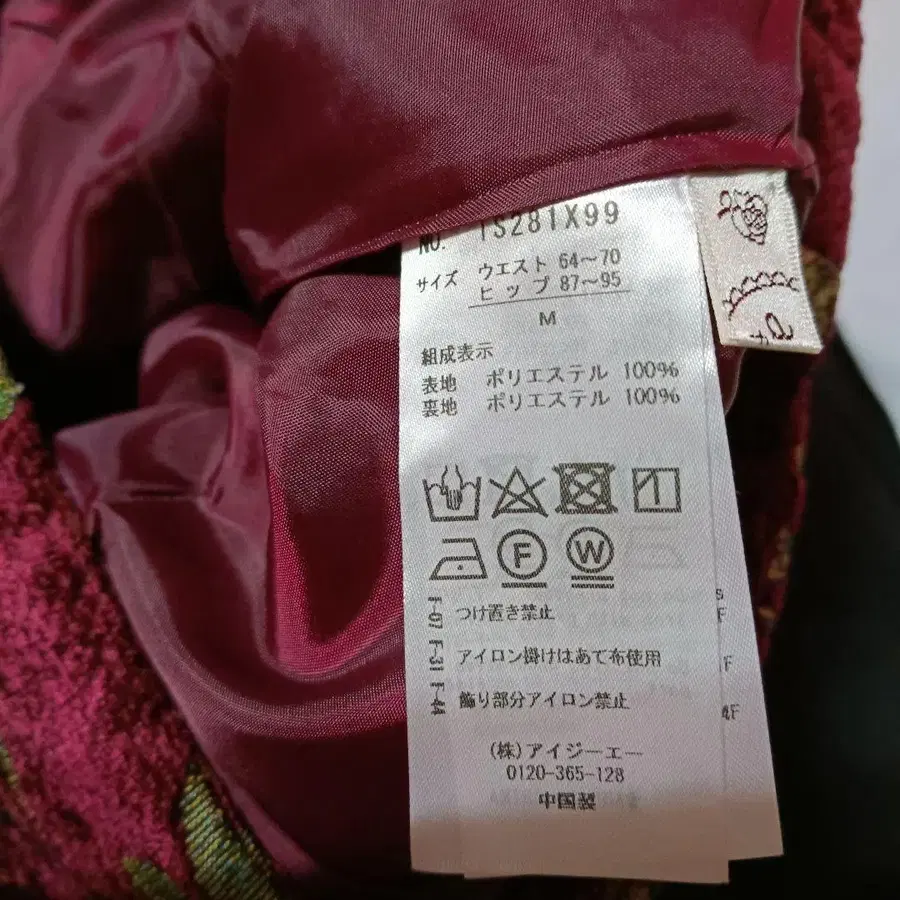 NO. TS281X99
サイズ ウエスト 64～70
ヒップ 87～95
M
組成表示
表地 ポリエステル 100%
裏地 ポリエステル 100%
F
W
F-07 つけ置き禁止
F-31 アイロン掛けはあて布使用
F-44 飾り部分アイロン禁止
(株)アイジーエー
0120-365-128
中国製